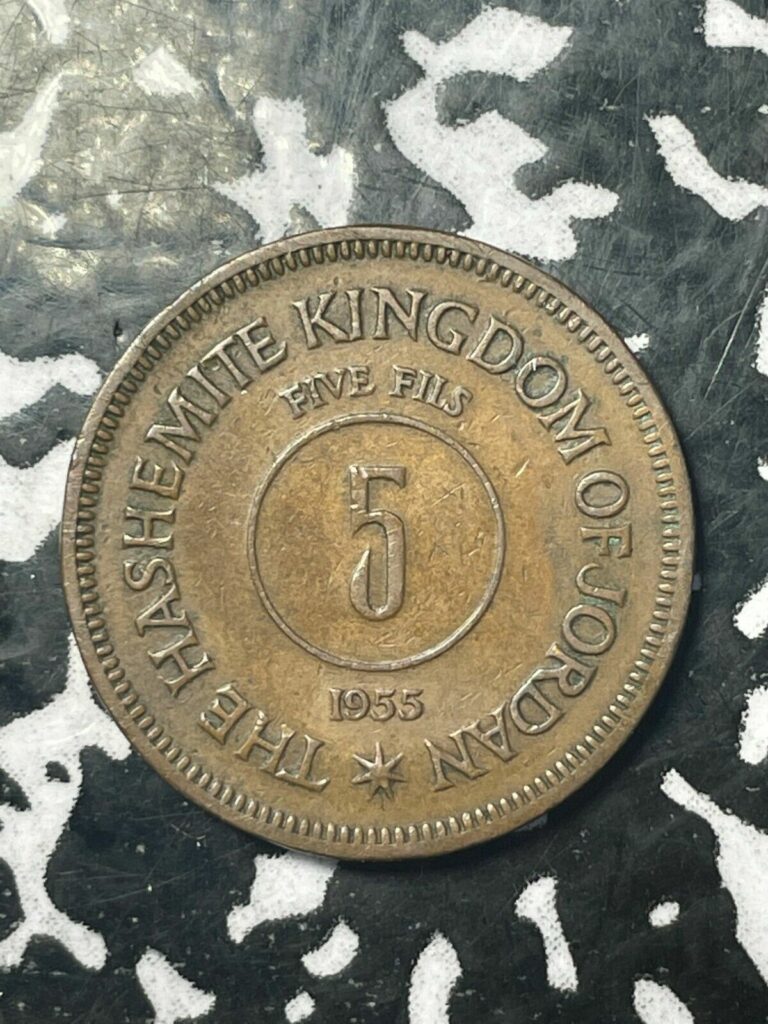 THE HASHEMITE KINGDOM OF JORDAN
FIVE FILS
5
1955